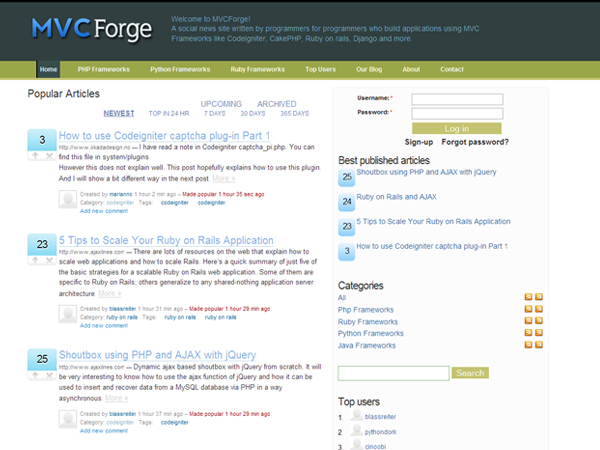 MVCForge
Welcome to MVCForge!
A social news site written by programmers for programmers who build applications using MVC
Frameworks like CodeIgniter, CakePHP, Ruby on rails, Django and more.
Home PHP Frameworks Python Frameworks Ruby Frameworks Top Users Our Blog About Contact
Popular Articles
UPCOMING ARCHIVED
NEWEST TOP IN 24 HR 7 DAYS 30 DAYS 365 DAYS
3
How to use Codeigniter captcha plug-in Part 1
— I have read a note in Codeigniter captcha_pi.php. You can
find this file in system/plugins
However this does not explain well. This post hopefully explains how to use this plugin
And I will show a bit different way in the next post. More »
Created by mariannc 1 hour 2 min ago – Made popular 1 hour 35 sec ago
Category: codeigniter Tags: codeigniter codeigniter
Add new comment
23
5 Tips to Scale Your Ruby on Rails Application
http://www.ajaxlines.com — There are lots of resources on the web that explain how to
scale web applications and how to scale Rails. Here's a quick summary of just five of
the basic strategies for a scalable Ruby on Rails web application. Some of them are
specific to Ruby on Rails; others generalize to any shared-nothing application server
architecture. More »
Created by blassreiter 1 hour 31 min ago – Made popular 1 hour 29 min ago
Category: ruby on rails Tags: ruby on rails ruby on rails
Add new comment
25
Shoutbox using PHP and AJAX with jQuery
http://www.ajaxlines.com — Dynamic ajax based shoutbox with jQuery from scratch. It will
be very interesting to know how to use the ajax function of jQuery and how it can be
used to insert and recover data from a MySQL database via PHP in a way
asynchronous. More »
Created by blassreiter 1 hour 37 min ago – Made popular 1 hour 29 min ago
Category: codeigniter Tags: codeigniter
Add new comment
Username:*
Password:*
Log in
Sign-up Forgot password?
Best published articles
25 Shoutbox using PHP and AJAX with jQuery
24 Ruby on Rails and AJAX
23 5 Tips to Scale Your Ruby on Rails Application
3 How to use Codeigniter captcha plug-in Part 1
Categories
All
Php Frameworks
Ruby Frameworks
Python Frameworks
Java Frameworks
Search
Top users
1. blassreiter
2. pythondork
3. cinoobi